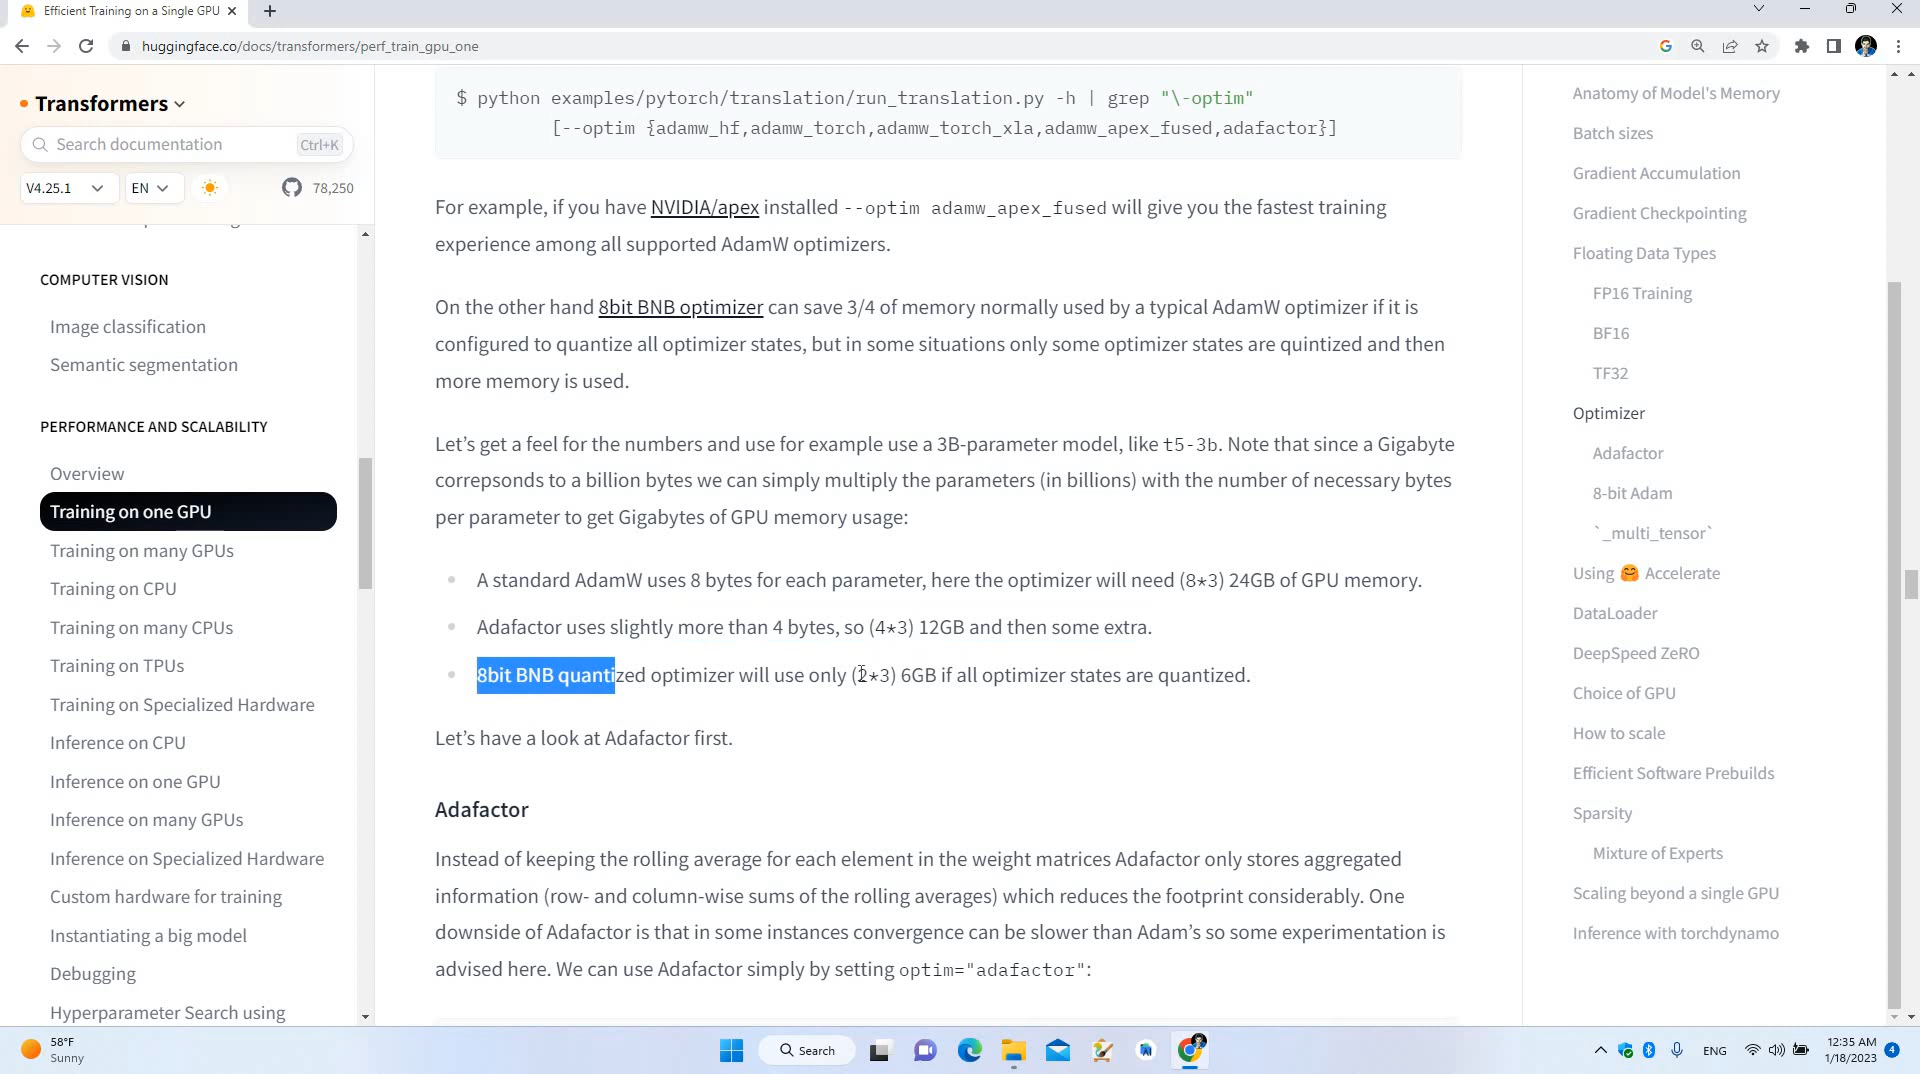 Efficient Training on a Single GPU
huggingface.co/docs/transformers/perf_train_gpu_one
Transformers
Search documentation
Ctrl+K
V4.25.1
EN
78,250
COMPUTER VISION
Image classification
Semantic segmentation
PERFORMANCE AND SCALABILITY
Overview
Training on one GPU
Training on many GPUs
Training on CPU
Training on many CPUs
Training on TPUs
Training on Specialized Hardware
Inference on CPU
Inference on one GPU
Inference on many GPUs
Inference on Specialized Hardware
Custom hardware for training
Instantiating a big model
Debugging
Hyperparameter Search using
$ python examples/pytorch/translation/run_translation.py -h | grep "\-optim"
[--optim {adamw_hf,adamw_torch,adamw_torch_xla,adamw_apex_fused,adafactor}]
For example, if you have NVIDIA/apex installed --optim adamw_apex_fused will give you the fastest training
experience among all supported AdamW optimizers.
On the other hand 8bit BNB optimizer can save 3/4 of memory normally used by a typical AdamW optimizer if it is
configured to quantize all optimizer states, but in some situations only some optimizer states are quintized and then
more memory is used.
Let's get a feel for the numbers and use for example use a 3B-parameter model, like t5-3b. Note that since a Gigabyte
correpsonds to a billion bytes we can simply multiply the parameters (in billions) with the number of necessary bytes
per parameter to get Gigabytes of GPU memory usage:
• A standard AdamW uses 8 bytes for each parameter, here the optimizer will need (8*3) 24GB of GPU memory.
• Adafactor uses slightly more than 4 bytes, so (4*3) 12GB and then some extra.
• 8bit BNB quantized optimizer will use only (2*3) 6GB if all optimizer states are quantized.
Let's have a look at Adafactor first.
Adafactor
Instead of keeping the rolling average for each element in the weight matrices Adafactor only stores aggregated
information (row- and column-wise sums of the rolling averages) which reduces the footprint considerably. One
downside of Adafactor is that in some instances convergence can be slower than Adam's so some experimentation is
advised here. We can use Adafactor simply by setting optim="adafactor":
Anatomy of Model's Memory
Batch sizes
Gradient Accumulation
Gradient Checkpointing
Floating Data Types
FP16 Training
BF16
TF32
Optimizer
Adafactor
8-bit Adam
`_multi_tensor`
Using 🤗 Accelerate
DataLoader
DeepSpeed ZeRO
Choice of GPU
How to scale
Efficient Software Prebuilds
Sparsity
Mixture of Experts
Scaling beyond a single GPU
Inference with torchdynamo
58°F
Sunny
Search
ENG
12:35 AM
1/18/2023
4